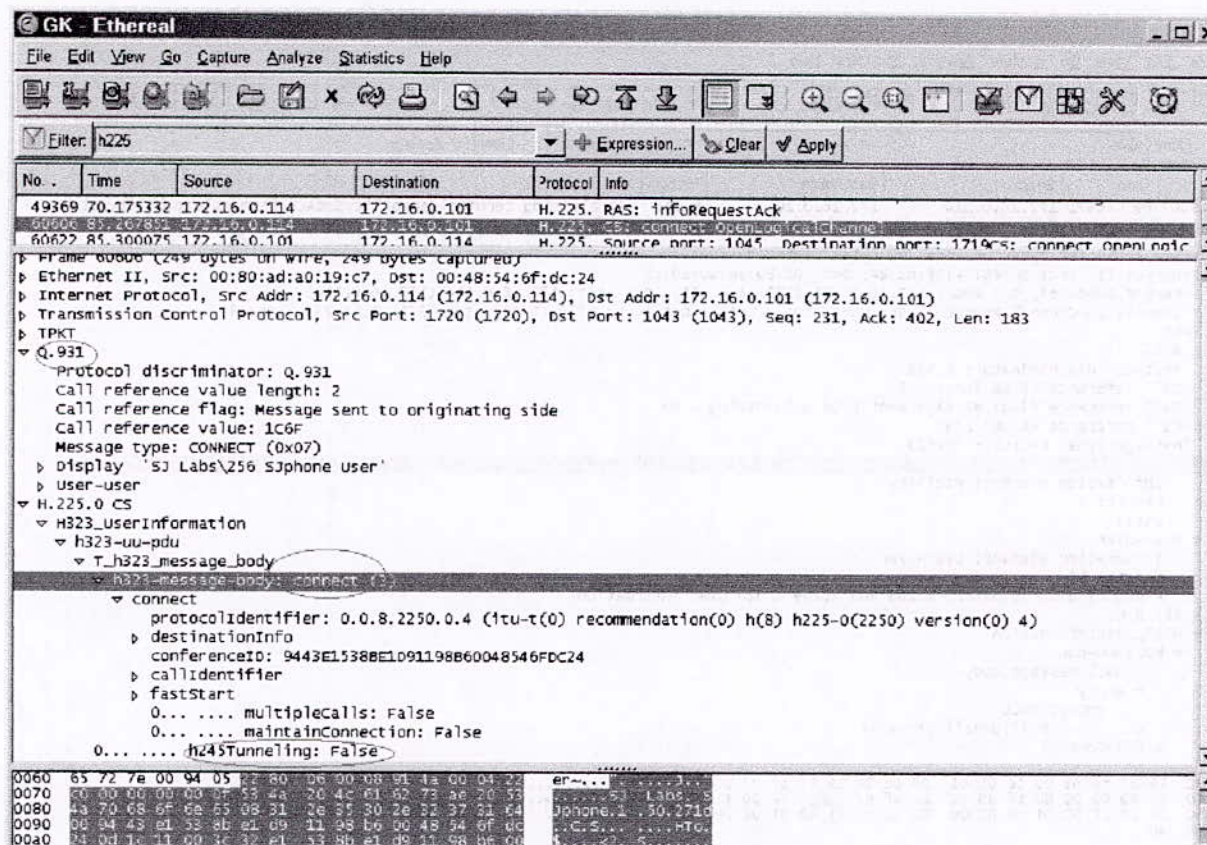 GK - Ethereal
File Edit View Go Capture Analyze Statistics Help
Filter: h225 Expression... Clear Apply
No. . Time Source Destination Protocol Info
49369 70.175332 172.16.0.114 172.16.0.101 H.225. RAS: infoRequestAck
60606 85.267851 172.16.0.114 172.16.0.101 H.225. CS: connect OpenLogicalChannel
60622 85.300075 172.16.0.101 172.16.0.114 H.225. Source port: 1045 Destination port: 1719CS: connect OpenLogic
Frame 60606 (249 bytes on wire, 249 bytes captured)
Ethernet II, Src: 00:80:ad:a0:19:c7, Dst: 00:48:54:6f:dc:24
Internet Protocol, Src Addr: 172.16.0.114 (172.16.0.114), Dst Addr: 172.16.0.101 (172.16.0.101)
Transmission Control Protocol, Src Port: 1720 (1720), Dst Port: 1043 (1043), Seq: 231, Ack: 402, Len: 183
TPKT
Q.931
Protocol discriminator: Q.931
Call reference value length: 2
Call reference flag: Message sent to originating side
Call reference value: 1C6F
Message type: CONNECT (0x07)
Display 'SJ Labs\256 SJphone user'
User-user
H.225.0 CS
H323_UserInformation
h323-uu-pdu
T_h323_message_body
h323-message-body: connect (3)
connect
protocolIdentifier: 0.0.8.2250.0.4 (itu-t(0) recommendation(0) h(8) h225-0(2250) version(0) 4)
destinationInfo
conferenceID: 9443E1538BE1D91198B60048546FDC24
callIdentifier
fastStart
0... .... multipleCalls: False
0... .... maintainConnection: False
0... .... h245Tunneling: False
0060 65 72 7e 00 94 05 er~...
0070
0080
0090
00a0